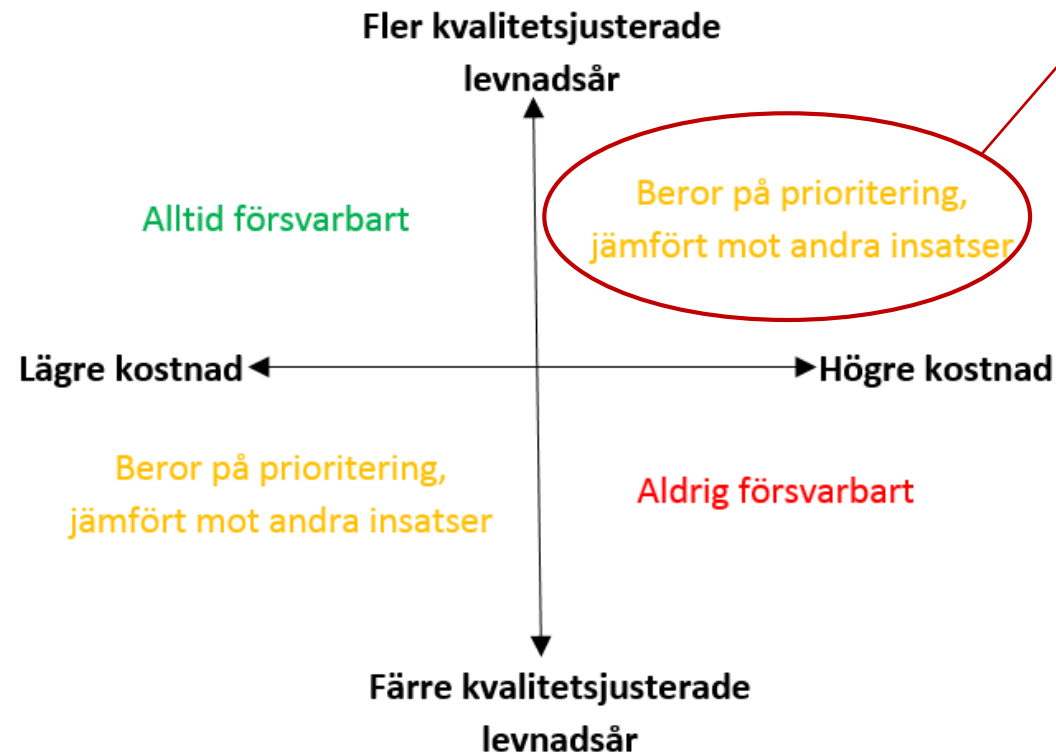 Fler kvalitetsjusterade
levnadsår
Alltid försvarbart
Beror på prioritering,
jämfört mot andra insatser
Lägre kostnad
Högre kostnad
Beror på prioritering,
jämfört mot andra insatser
Aldrig försvarbart
Färre kvalitetsjusterade
levnadsår